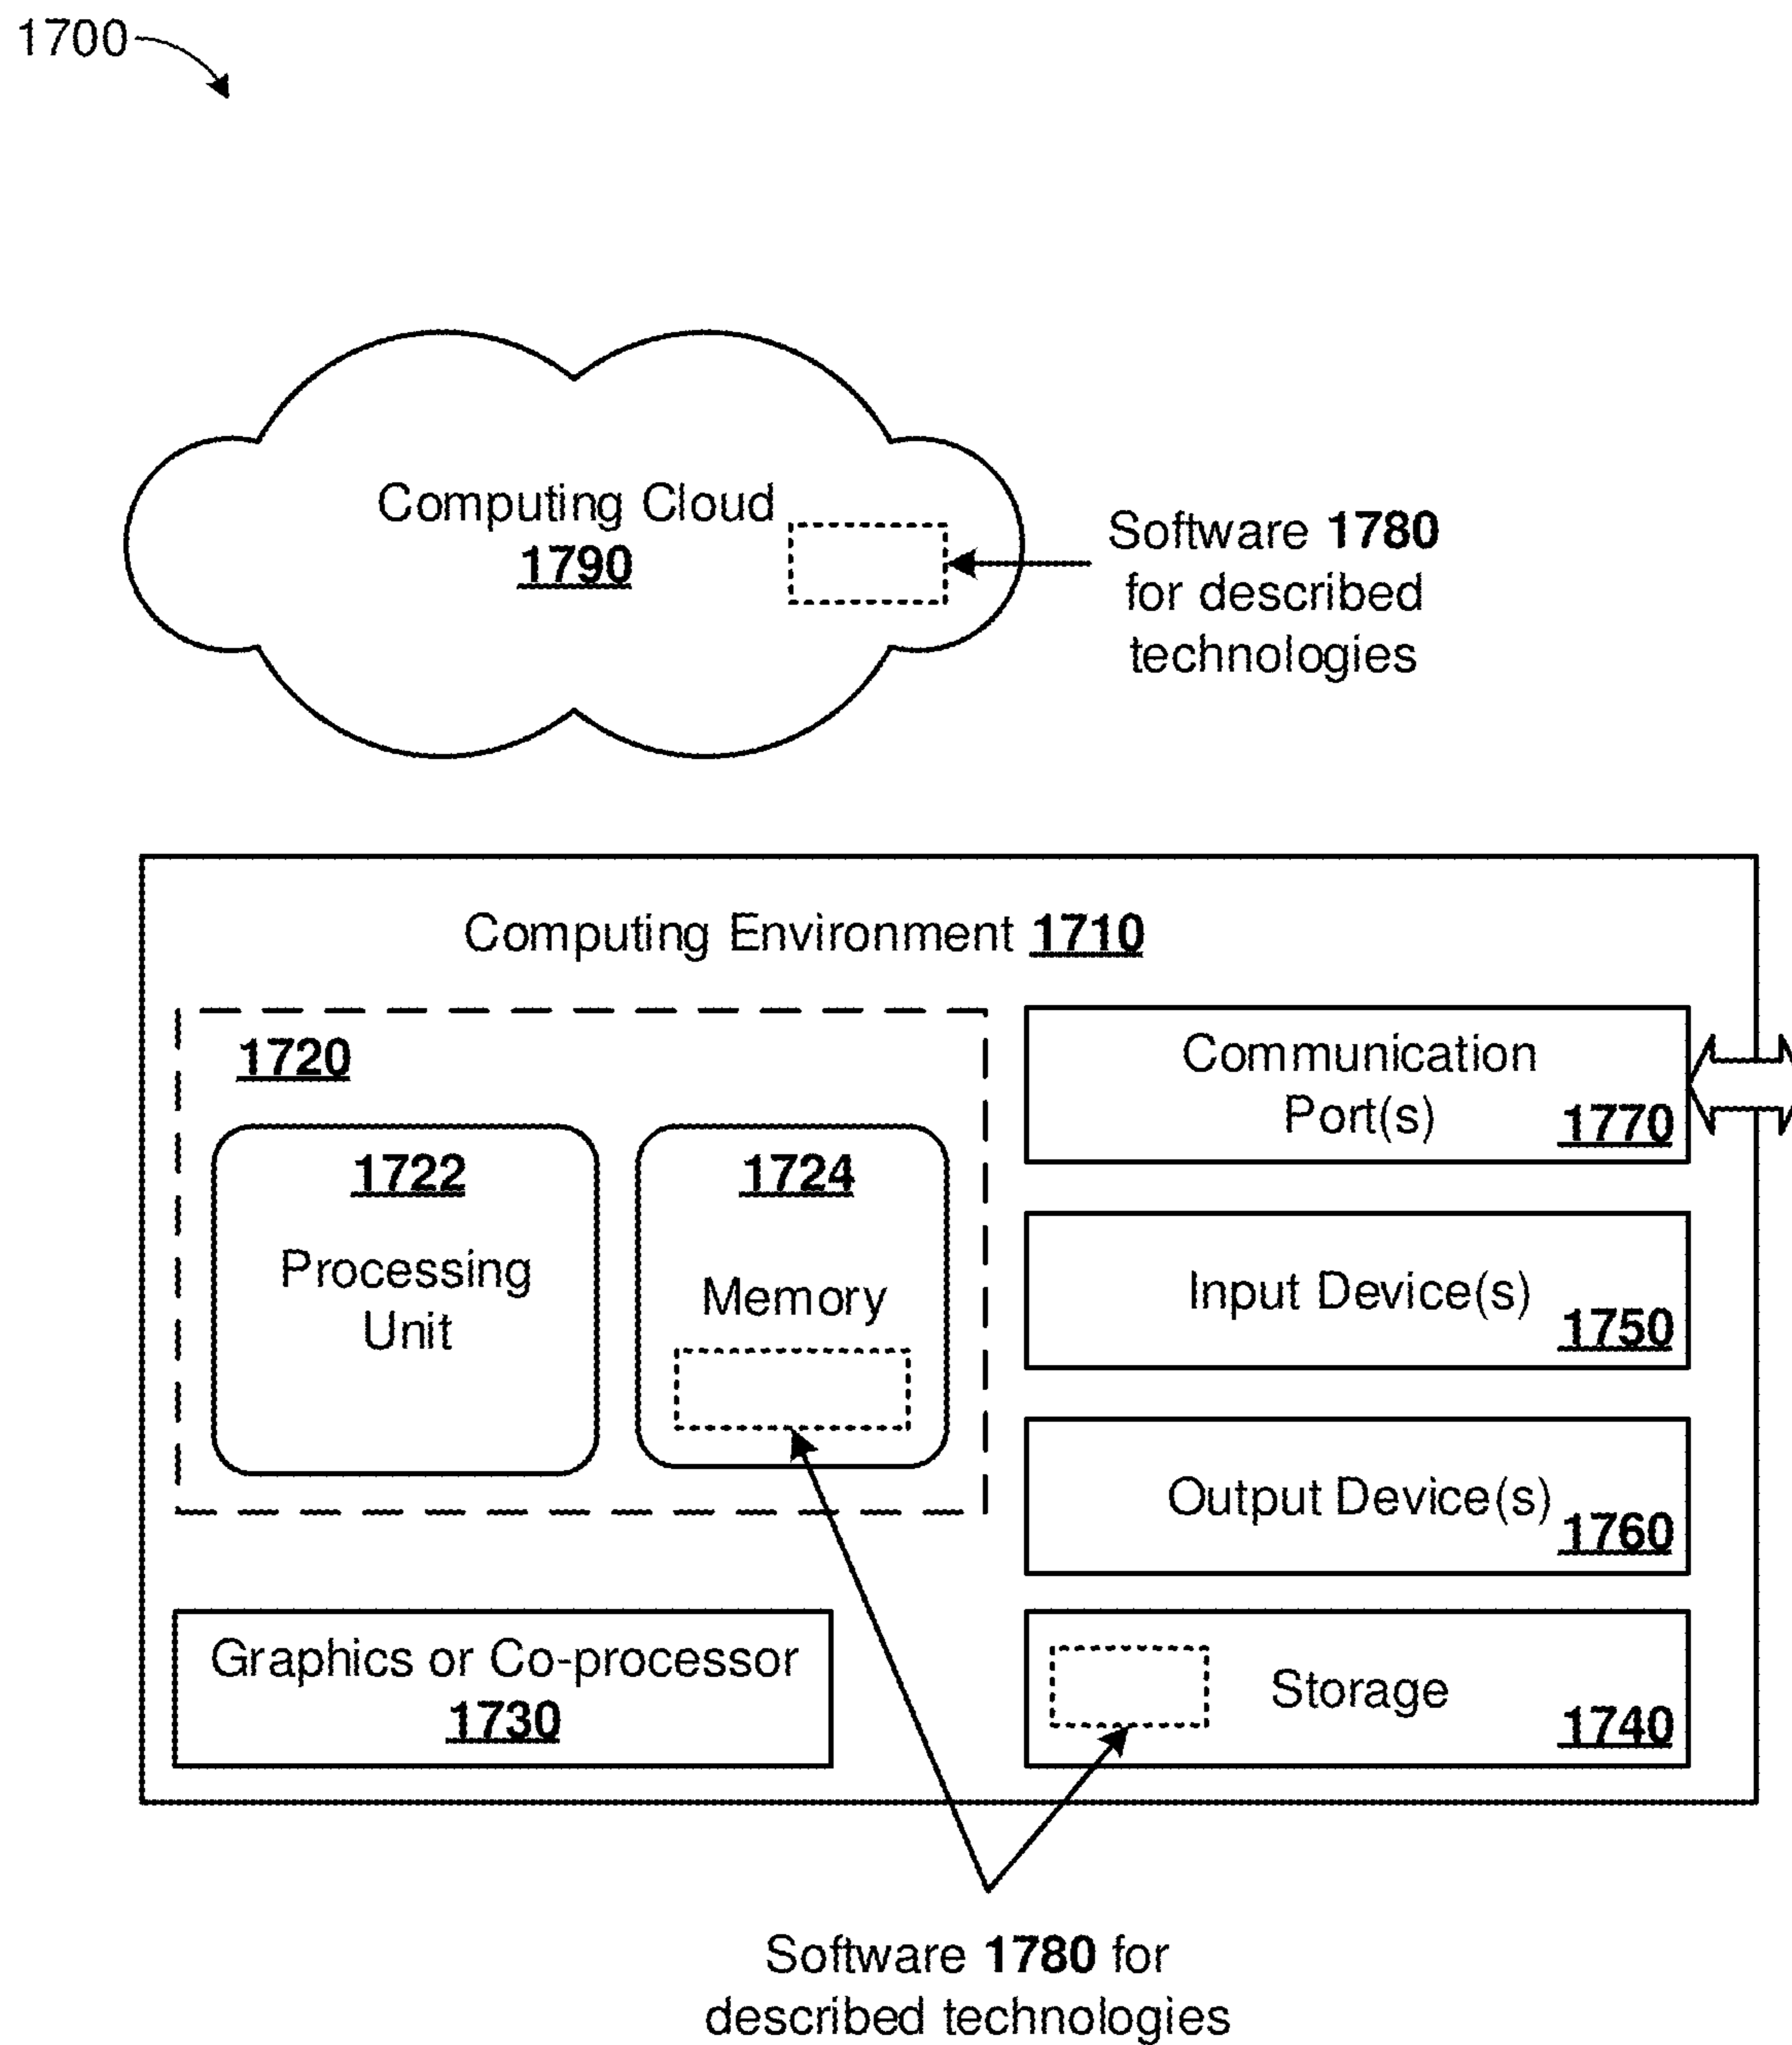 1700
Computing Cloud
1790
Software 1780
for described
technologies
Computing Environment 1710
1720
1722
Processing
Unit
1724
Memory
Communication
Port(s)
1770
Input Device(s)
1750
Output Device(s)
1760
Graphics or Co-processor
1730
Storage
1740
Software 1780 for
described technologies